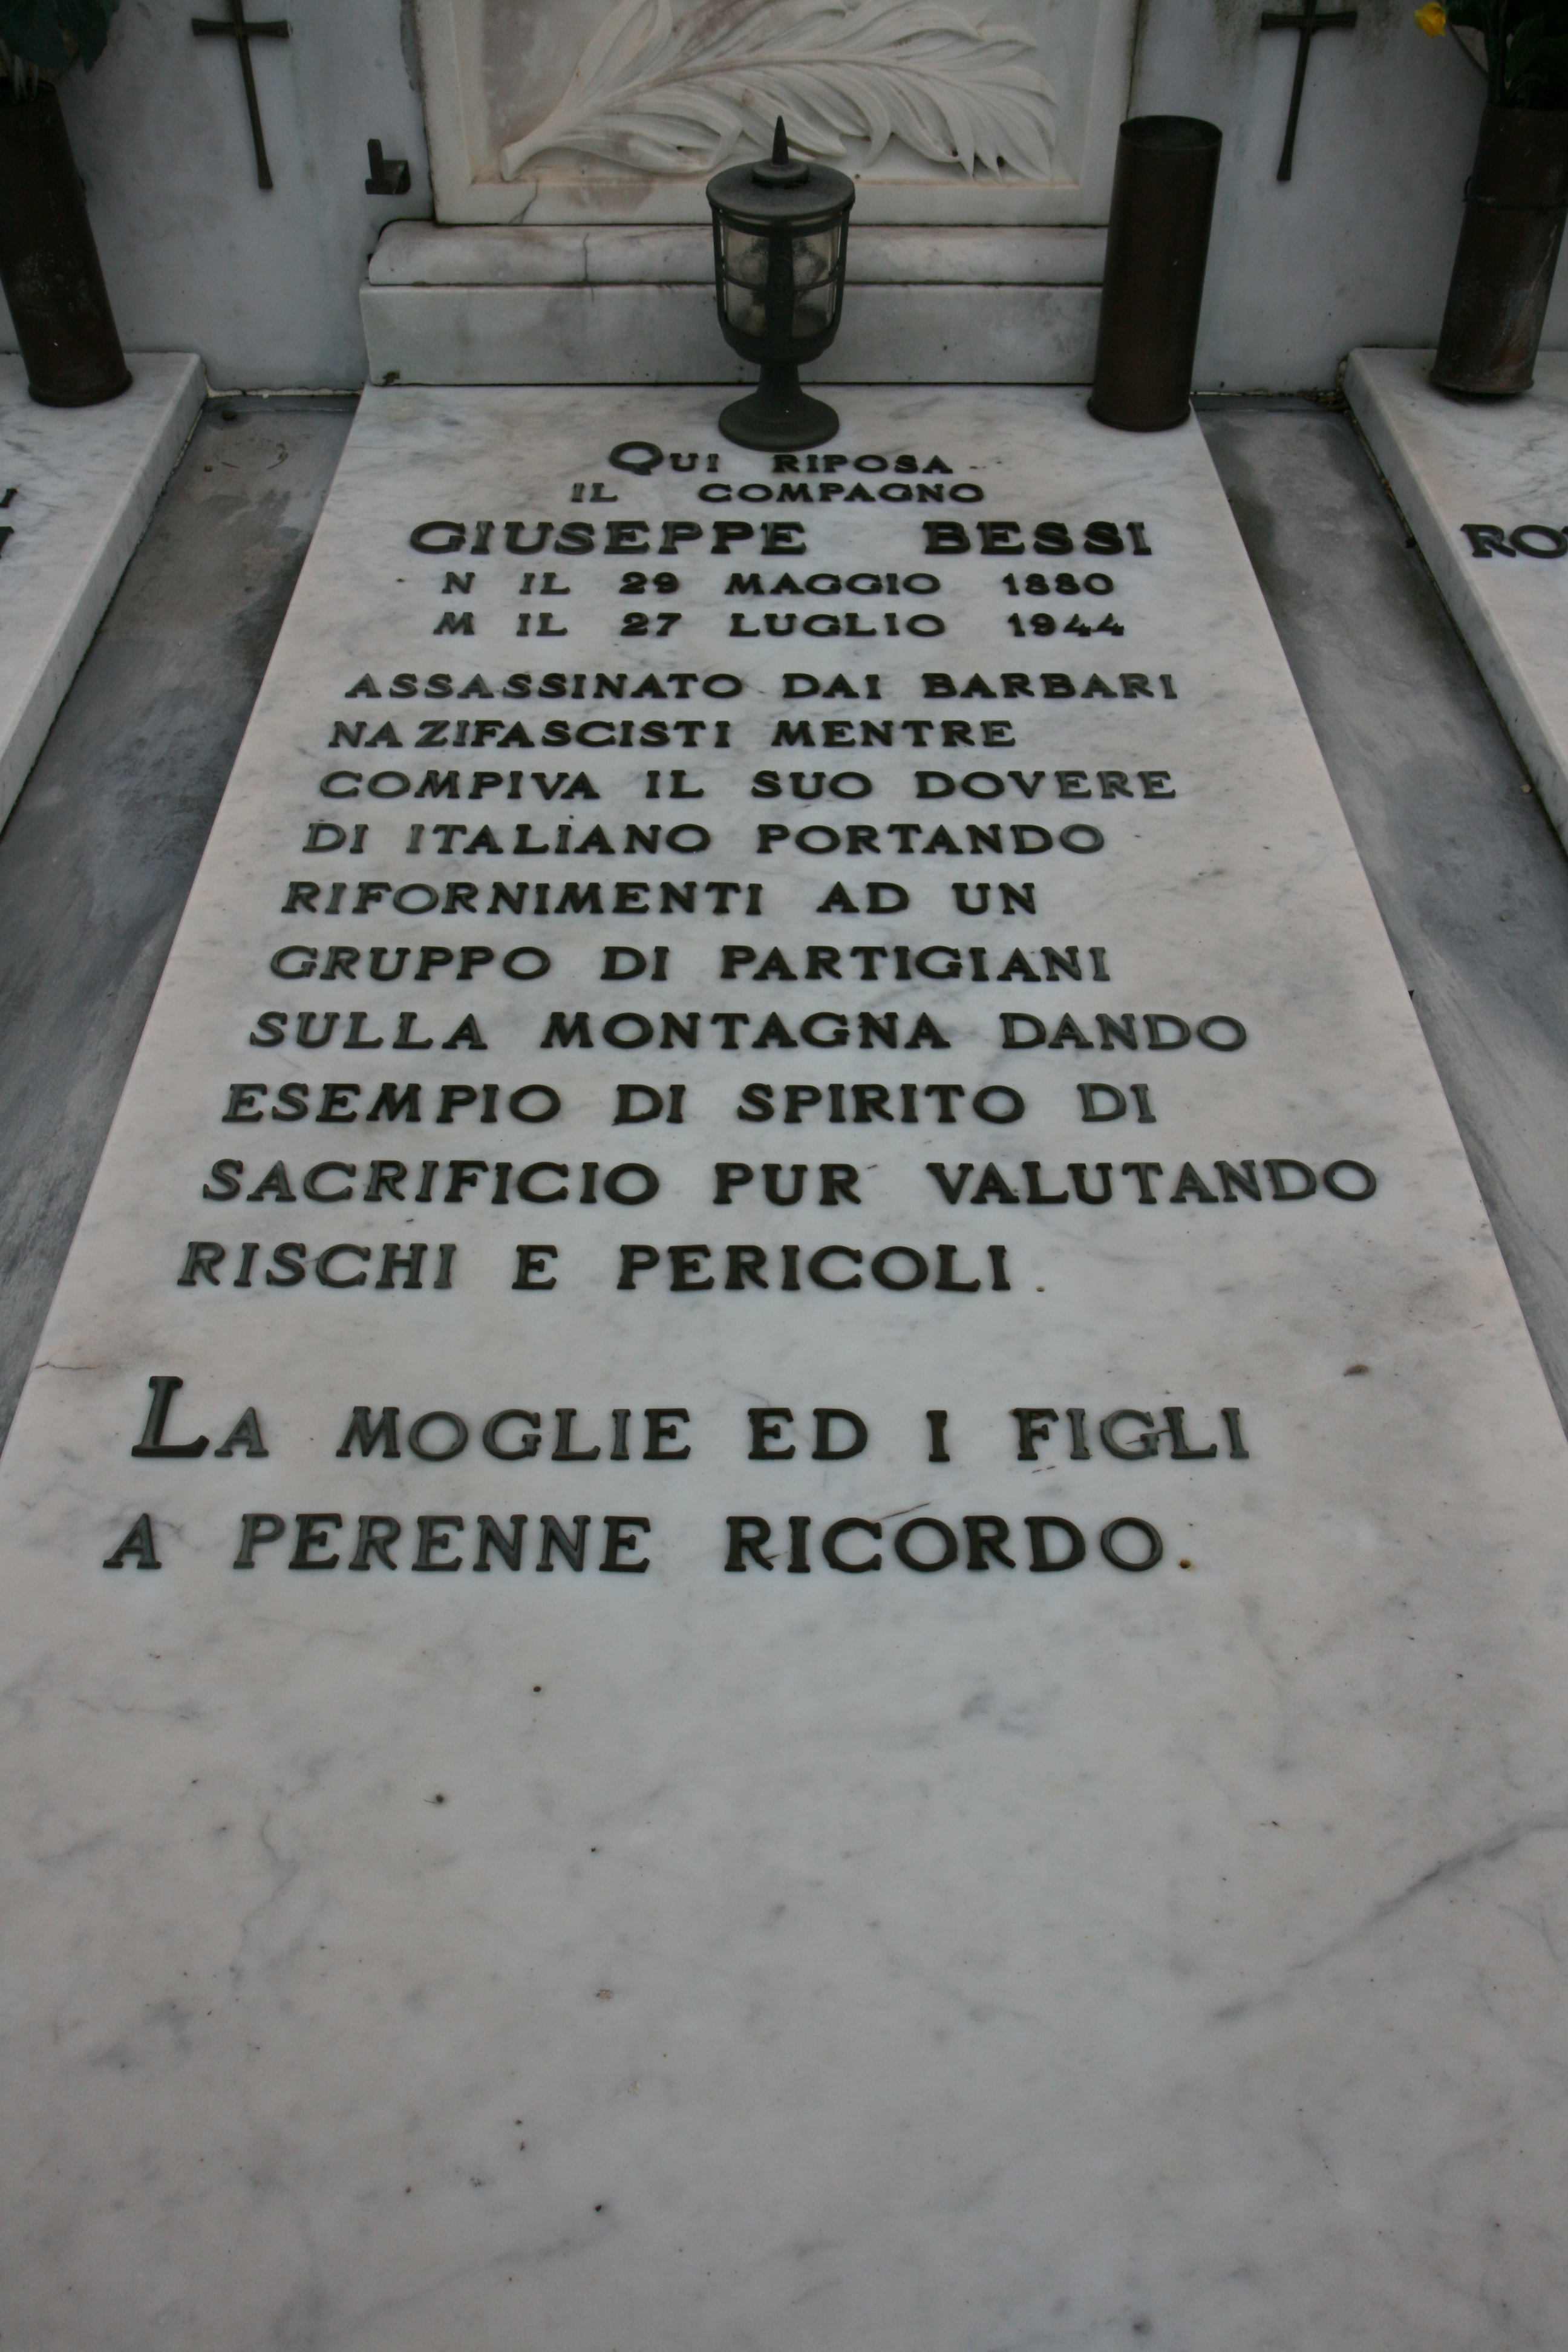 QUI RIPOSA
IL COMPAGNO
GIUSEPPE BESSI
N IL 29 MAGGIO 1880
M IL 27 LUGLIO 1944
ASSASSINATO DAI BARBARI
NAZIFASCISTI MENTRE
COMPIVA IL SUO DOVERE
DI ITALIANO PORTANDO
RIFORNIMENTI AD UN
GRUPPO DI PARTIGIANI
SULLA MONTAGNA DANDO
ESEMPIO DI SPIRITO DI
SACRIFICIO PUR VALUTANDO
RISCHI E PERICOLI.
LA MOGLIE ED I FIGLI
A PERENNE RICORDO.